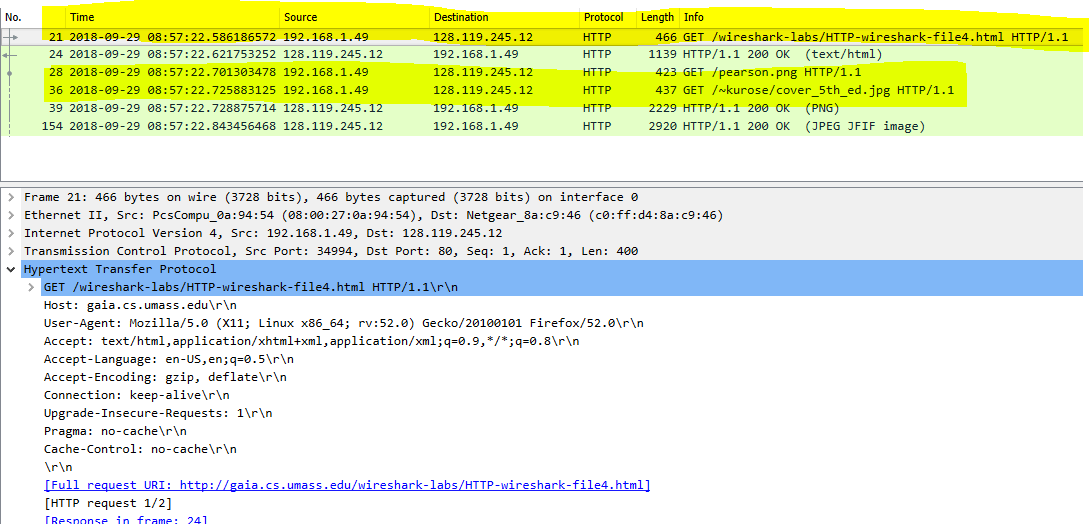 No. Time Source Destination Protocol Length Info
21 2018-09-29 08:57:22.586186572 192.168.1.49 128.119.245.12 HTTP 466 GET /wireshark-labs/HTTP-wireshark-file4.html HTTP/1.1
24 2018-09-29 08:57:22.621753252 128.119.245.12 192.168.1.49 HTTP 1139 HTTP/1.1 200 OK (text/html)
28 2018-09-29 08:57:22.701303478 192.168.1.49 128.119.245.12 HTTP 423 GET /pearson.png HTTP/1.1
36 2018-09-29 08:57:22.725883125 192.168.1.49 128.119.245.12 HTTP 437 GET /~kurose/cover_5th_ed.jpg HTTP/1.1
39 2018-09-29 08:57:22.728875714 128.119.245.12 192.168.1.49 HTTP 2229 HTTP/1.1 200 OK (PNG)
154 2018-09-29 08:57:22.843456468 128.119.245.12 192.168.1.49 HTTP 2920 HTTP/1.1 200 OK (JPEG JFIF image)
Frame 21: 466 bytes on wire (3728 bits), 466 bytes captured (3728 bits) on interface 0
Ethernet II, Src: PcsCompu_0a:94:54 (08:00:27:0a:94:54), Dst: Netgear_8a:c9:46 (c0:ff:d4:8a:c9:46)
Internet Protocol Version 4, Src: 192.168.1.49, Dst: 128.119.245.12
Transmission Control Protocol, Src Port: 34994, Dst Port: 80, Seq: 1, Ack: 1, Len: 400
Hypertext Transfer Protocol
GET /wireshark-labs/HTTP-wireshark-file4.html HTTP/1.1\r\n
Host: gaia.cs.umass.edu\r\n
User-Agent: Mozilla/5.0 (X11; Linux x86_64; rv:52.0) Gecko/20100101 Firefox/52.0\r\n
Accept: text/html,application/xhtml+xml,application/xml;q=0.9,*/*;q=0.8\r\n
Accept-Language: en-US,en;q=0.5\r\n
Accept-Encoding: gzip, deflate\r\n
Connection: keep-alive\r\n
Upgrade-Insecure-Requests: 1\r\n
Pragma: no-cache\r\n
Cache-Control: no-cache\r\n
\r\n
[Full request URI: http://gaia.cs.umass.edu/wireshark-labs/HTTP-wireshark-file4.html]
[HTTP request 1/2]
[Response in frame: 24]